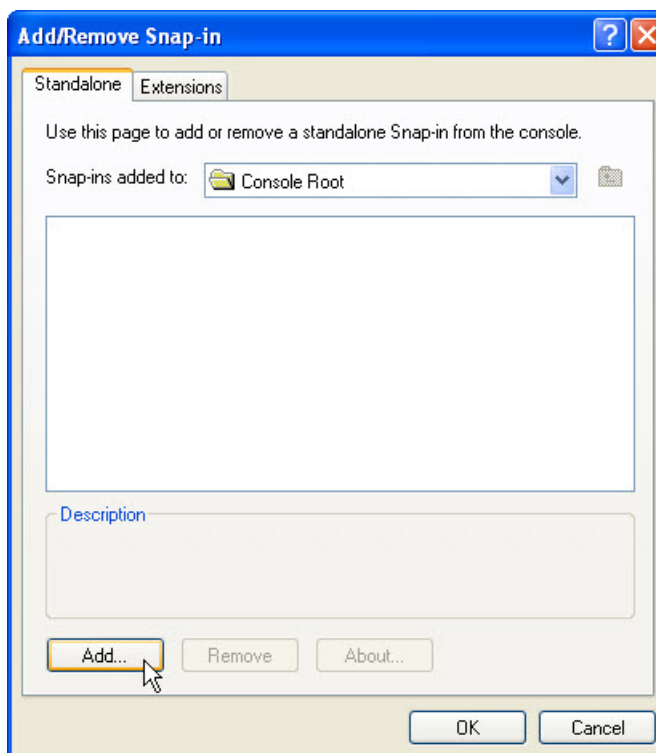 Add/Remove Snap-in
Standalone Extensions
Use this page to add or remove a standalone Snap-in from the console.
Snap-ins added to: Console Root
Description
Add... Remove About...
OK Cancel